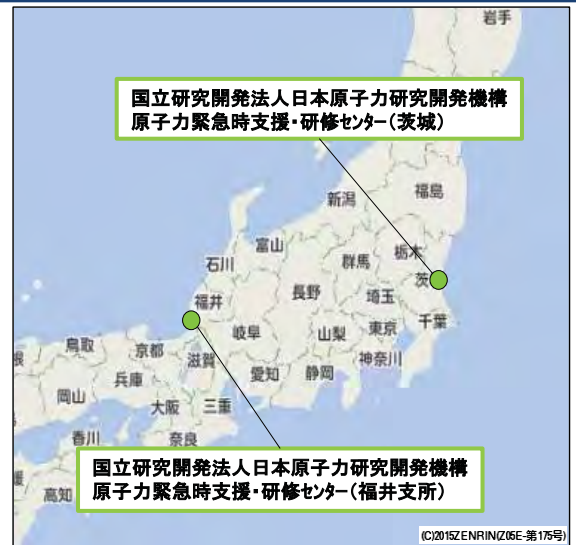 岩手
国立研究開発法人日本原子力研究開発機構
原子力緊急時支援・研修センター（茨城）
新潟
福島
富山
石川
群馬
栃木
茨
福井
長野
埼玉
岐阜
山梨
東京
千葉
鳥取
京都
滋賀
愛知
静岡
神奈川
兵庫
岡山
大阪
三重
香川
奈良
国立研究開発法人日本原子力研究開発機構
原子力緊急時支援・研修センター（福井支所）
高知
(C)2015ZENRIN(Z05E-第175号)